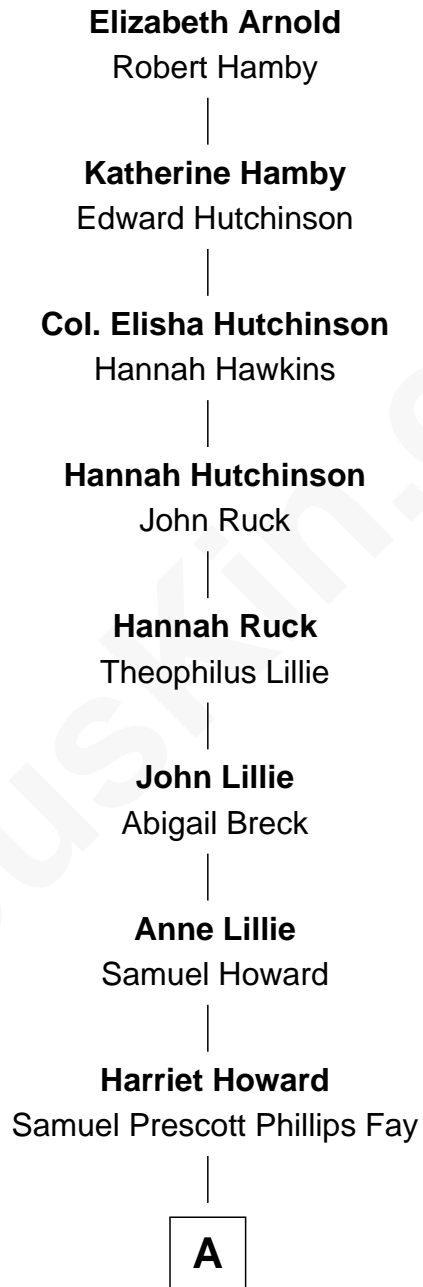 Elizabeth Arnold
Robert Hamby
Katherine Hamby
Edward Hutchinson
Col. Elisha Hutchinson
Hannah Hawkins
Hannah Hutchinson
John Ruck
Hannah Ruck
Theophilus Lillie
John Lillie
Abigail Breck
Anne Lillie
Samuel Howard
Harriet Howard
Samuel Prescott Phillips Fay
A